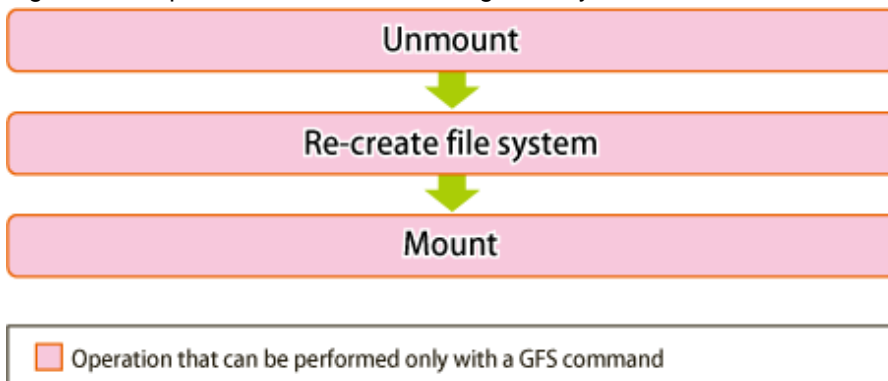 Unmount
Re-create file system
Mount
Operation that can be performed only with a GFS command